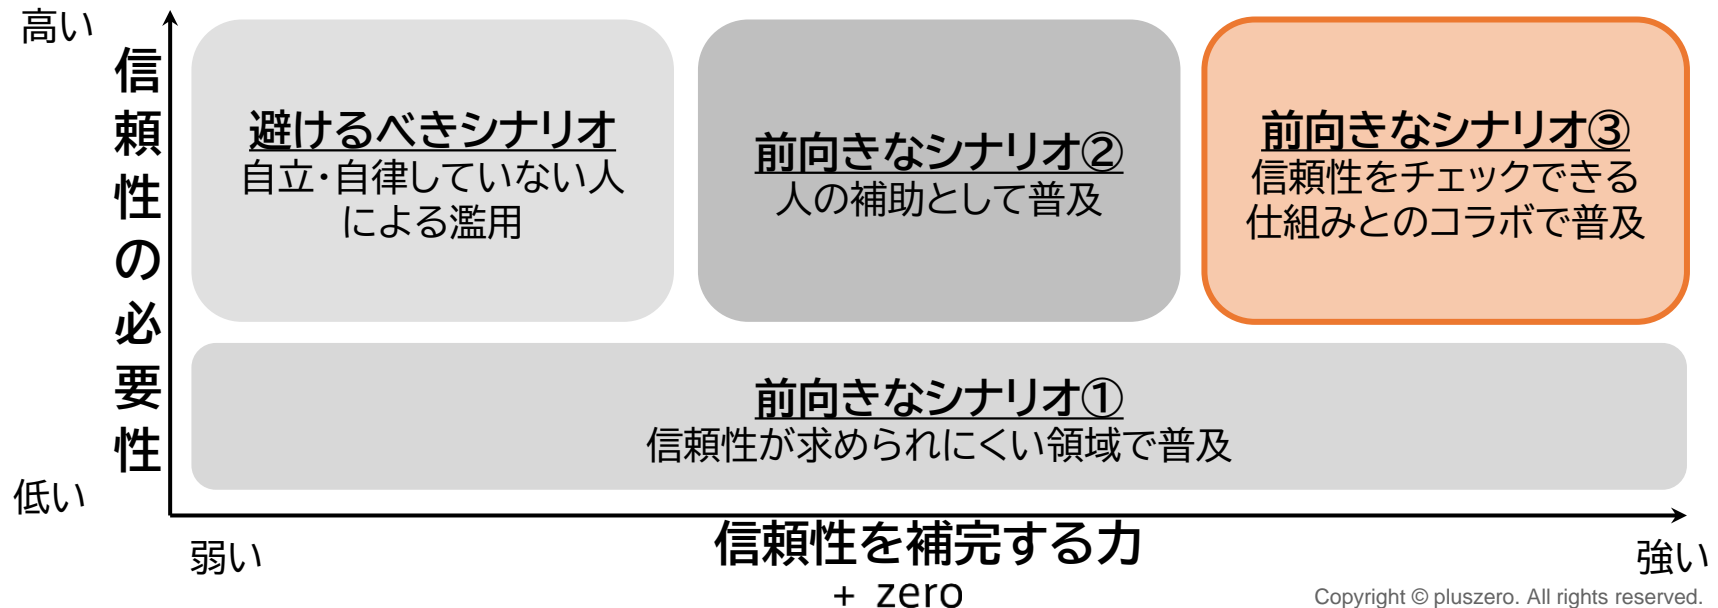 高い
信頼性の必要性
低い
避けるべきシナリオ
自立・自律していない人
による濫用
前向きなシナリオ②
人の補助として普及
前向きなシナリオ③
信頼性をチェックできる
仕組みとのコラボで普及
前向きなシナリオ①
信頼性が求められにくい領域で普及
弱い
信頼性を補完する力
強い
+ zero
Copyright © pluszero. All rights reserved.